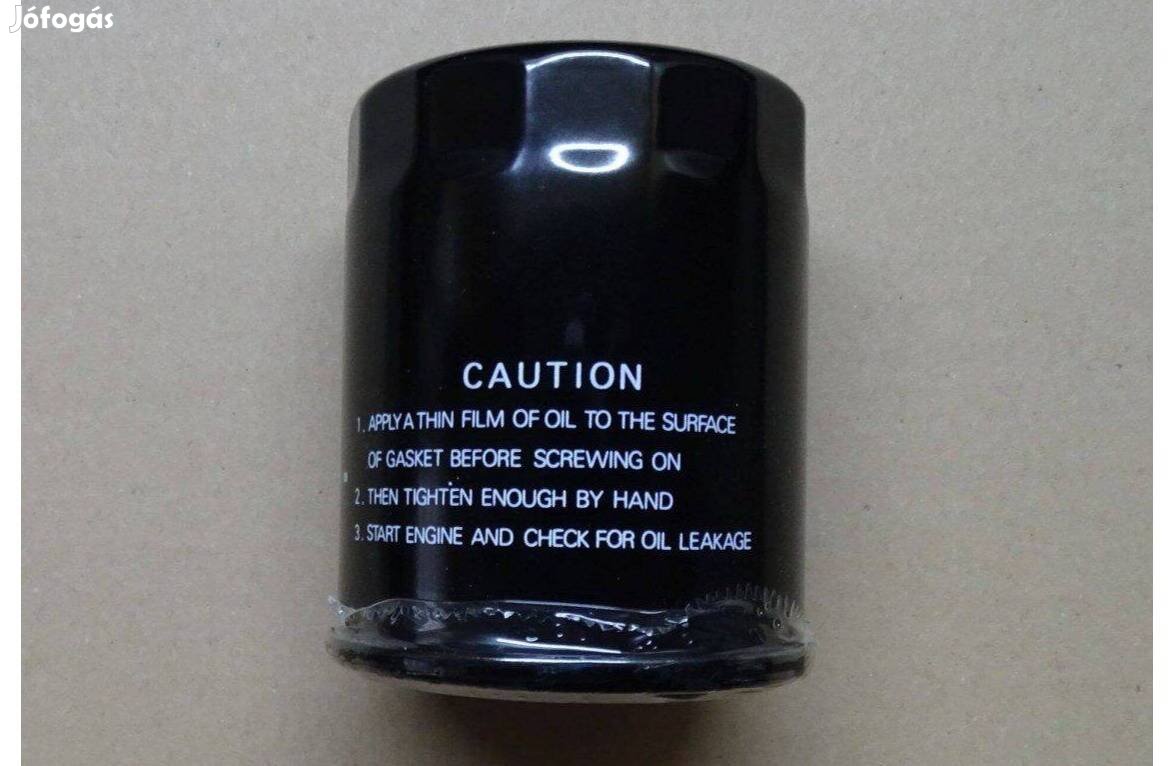 Jófogás
CAUTION
1. APPLY A THIN FILM OF OIL TO THE SURFACE
OF GASKET BEFORE SCREWING ON
2. THEN TIGHTEN ENOUGH BY HAND
3. START ENGINE AND CHECK FOR OIL LEAKAGE